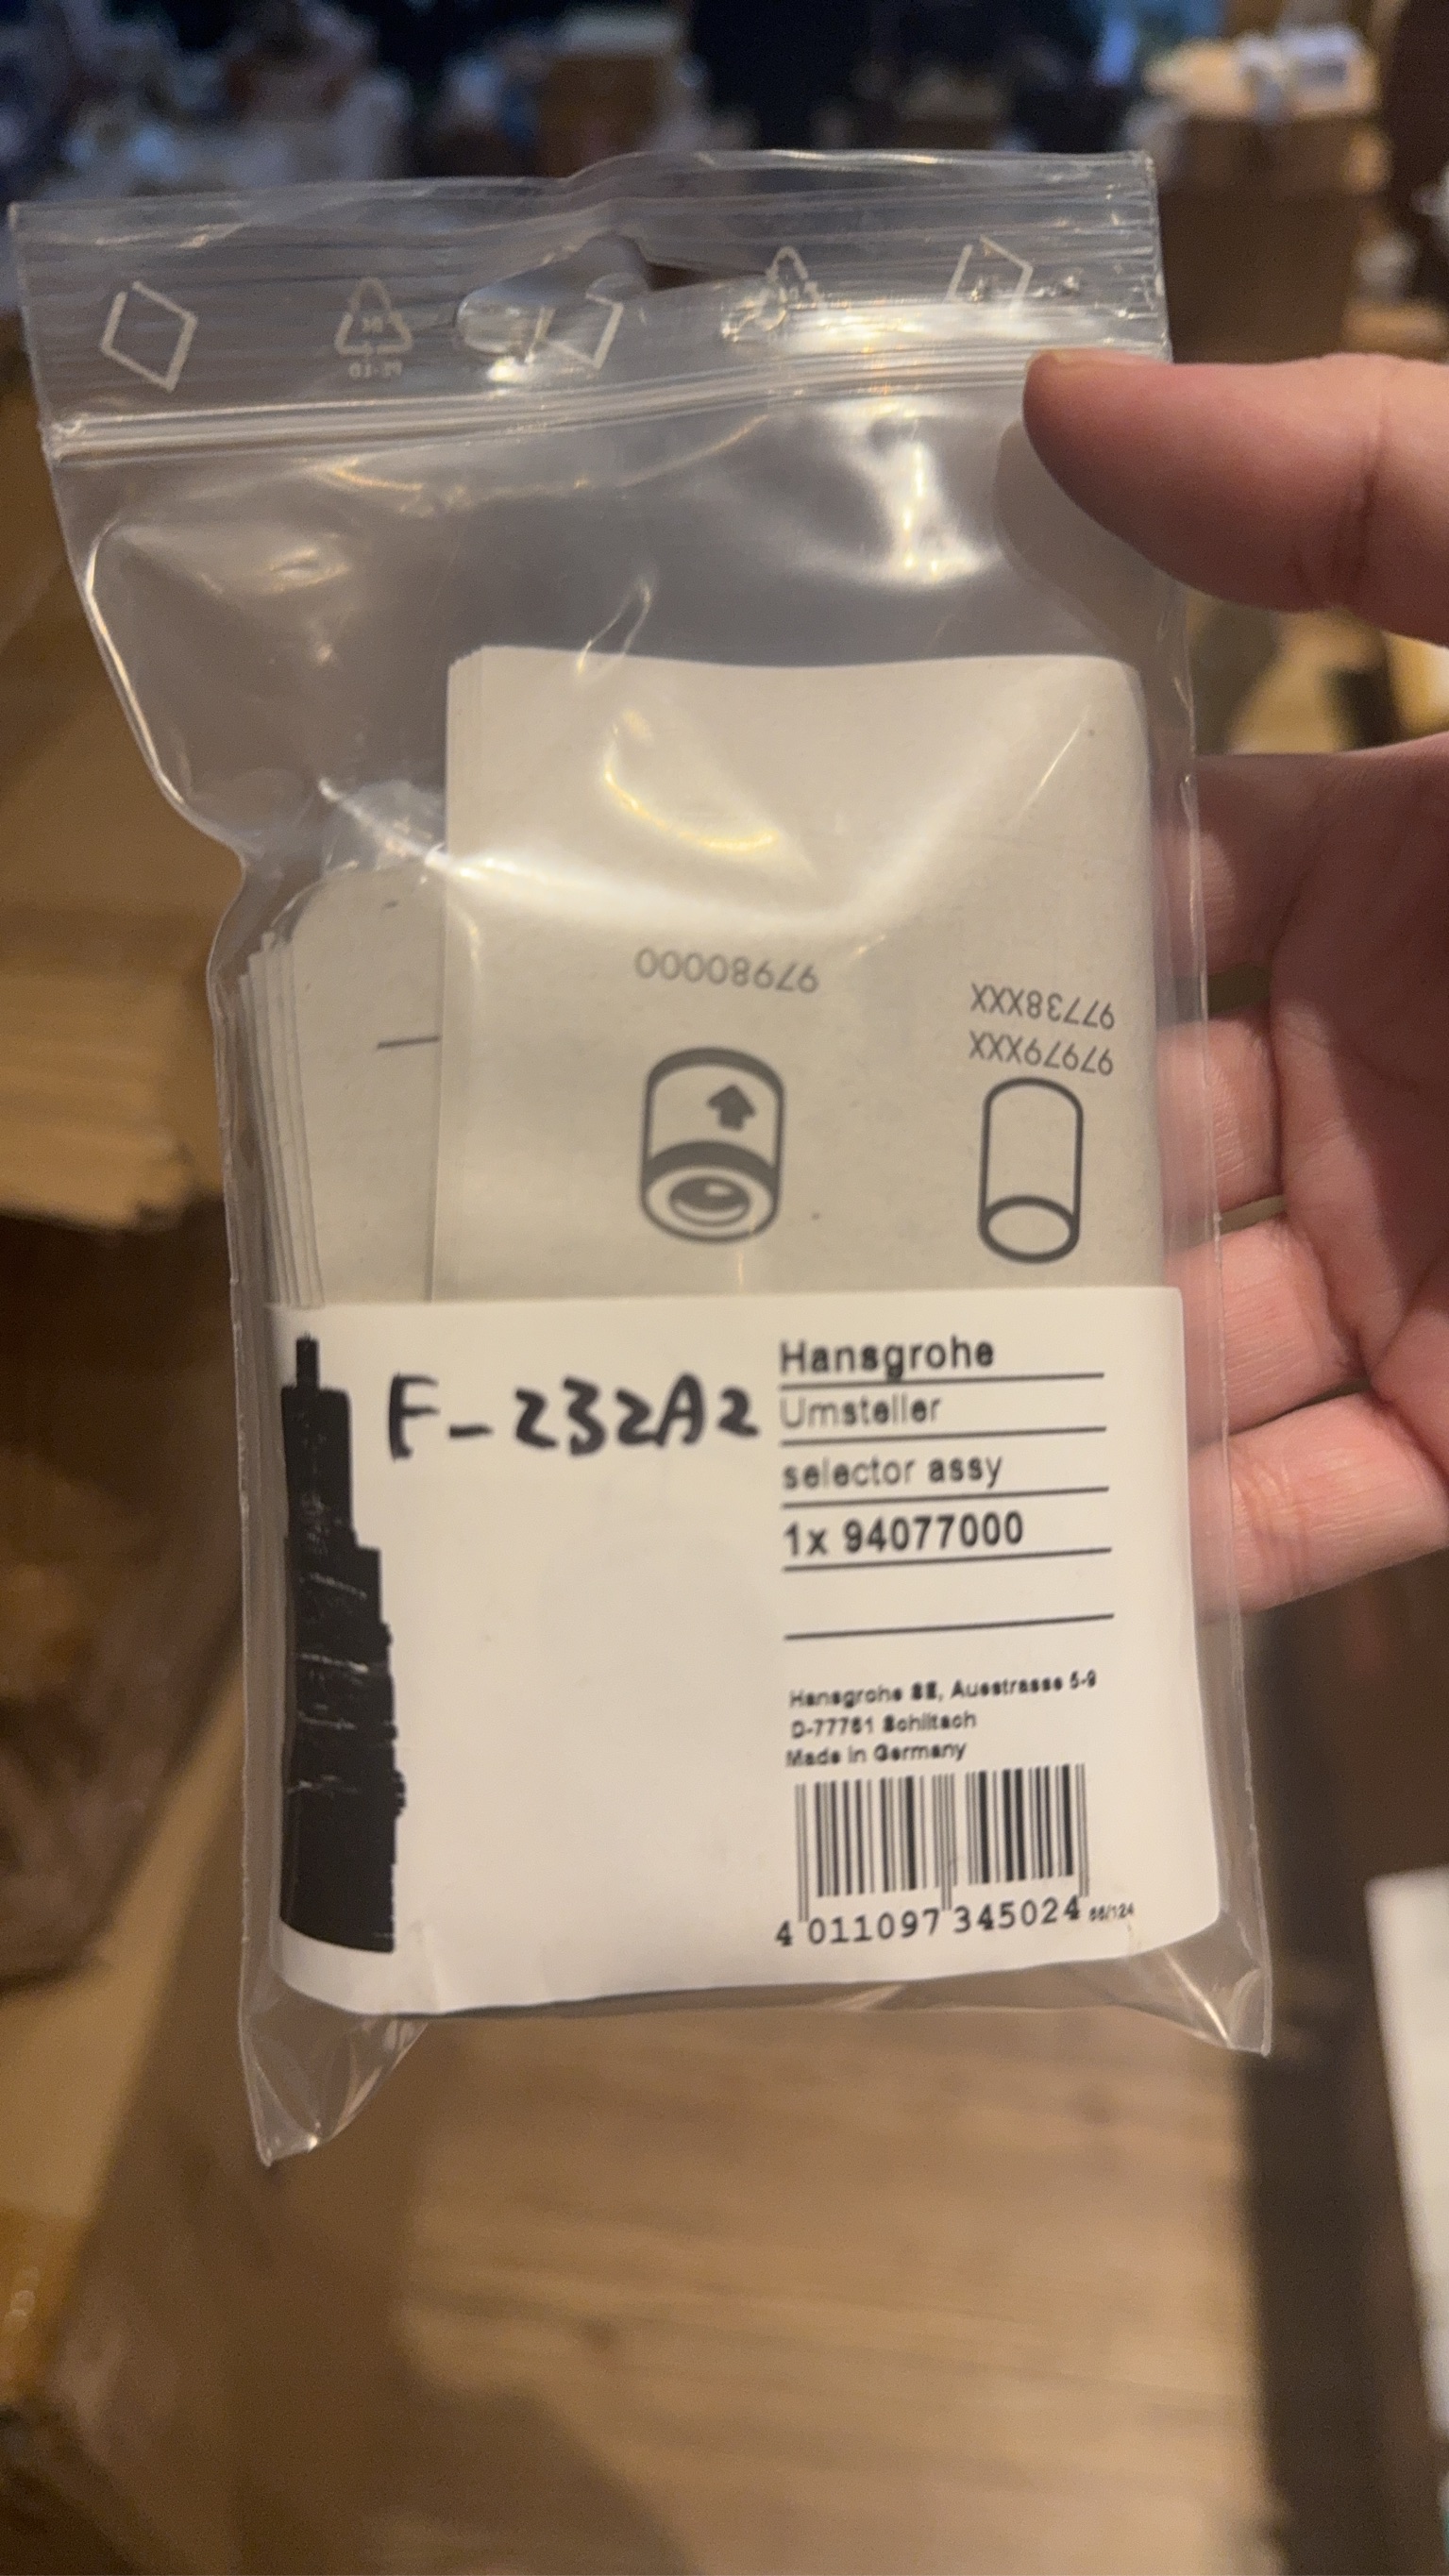 97980000
97738XXX
97979XXX
F-232A2
Hansgrohe
Umsteller
selector assy
1x 94077000
Hansgrohe SE, Auestrasse 5-9
D-77761 Schiltach
Made in Germany
4 011097 345024